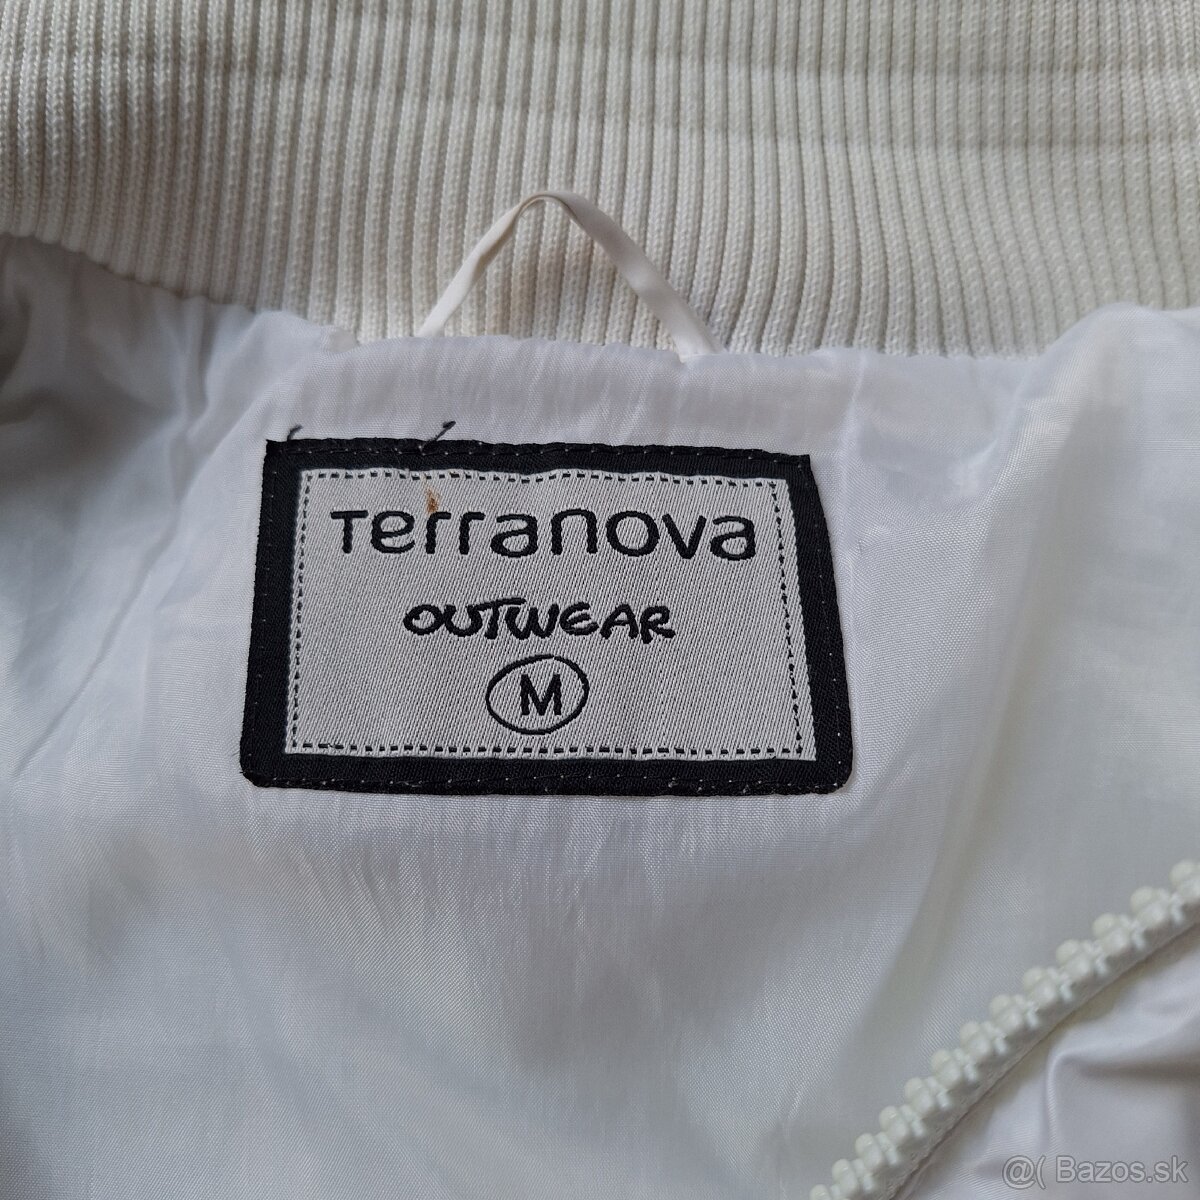 Terranova
OUTWEAR
M
@( Bazos.sk